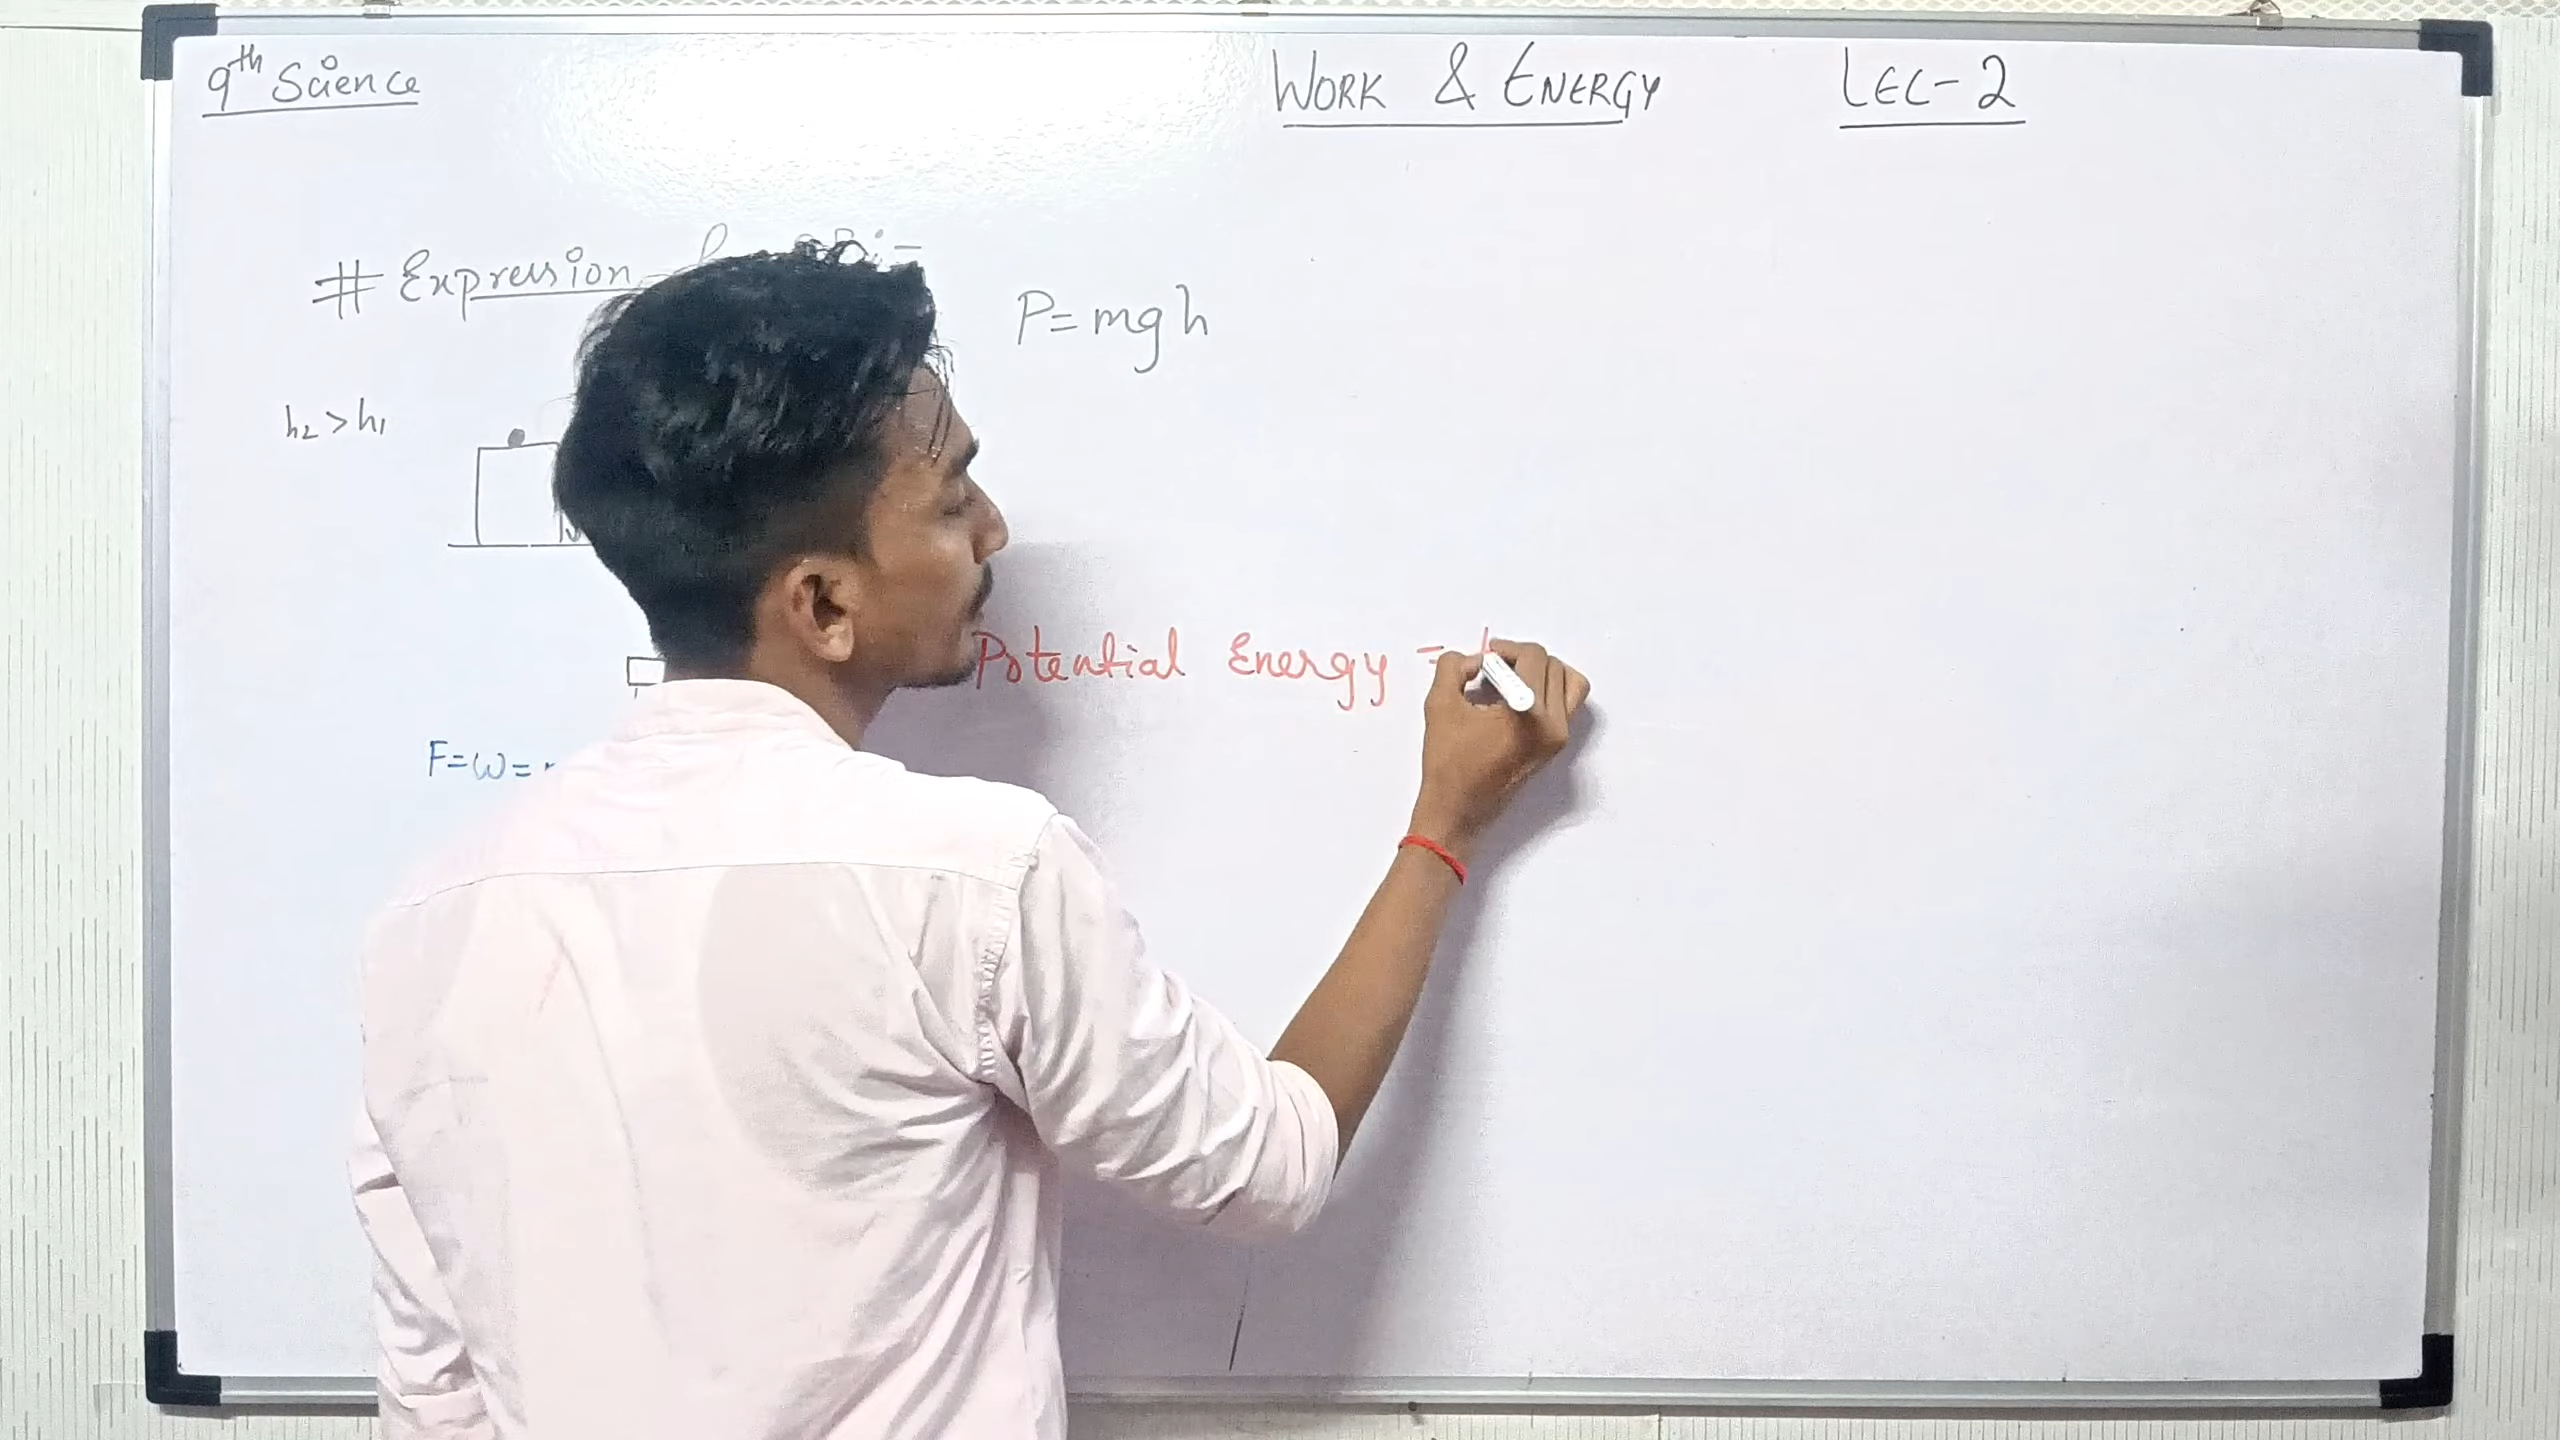 9th Science
WORK & ENERGY
LEC-2
# Expression
P=mgh
h2 > h1
Potential Energy =
F=W=